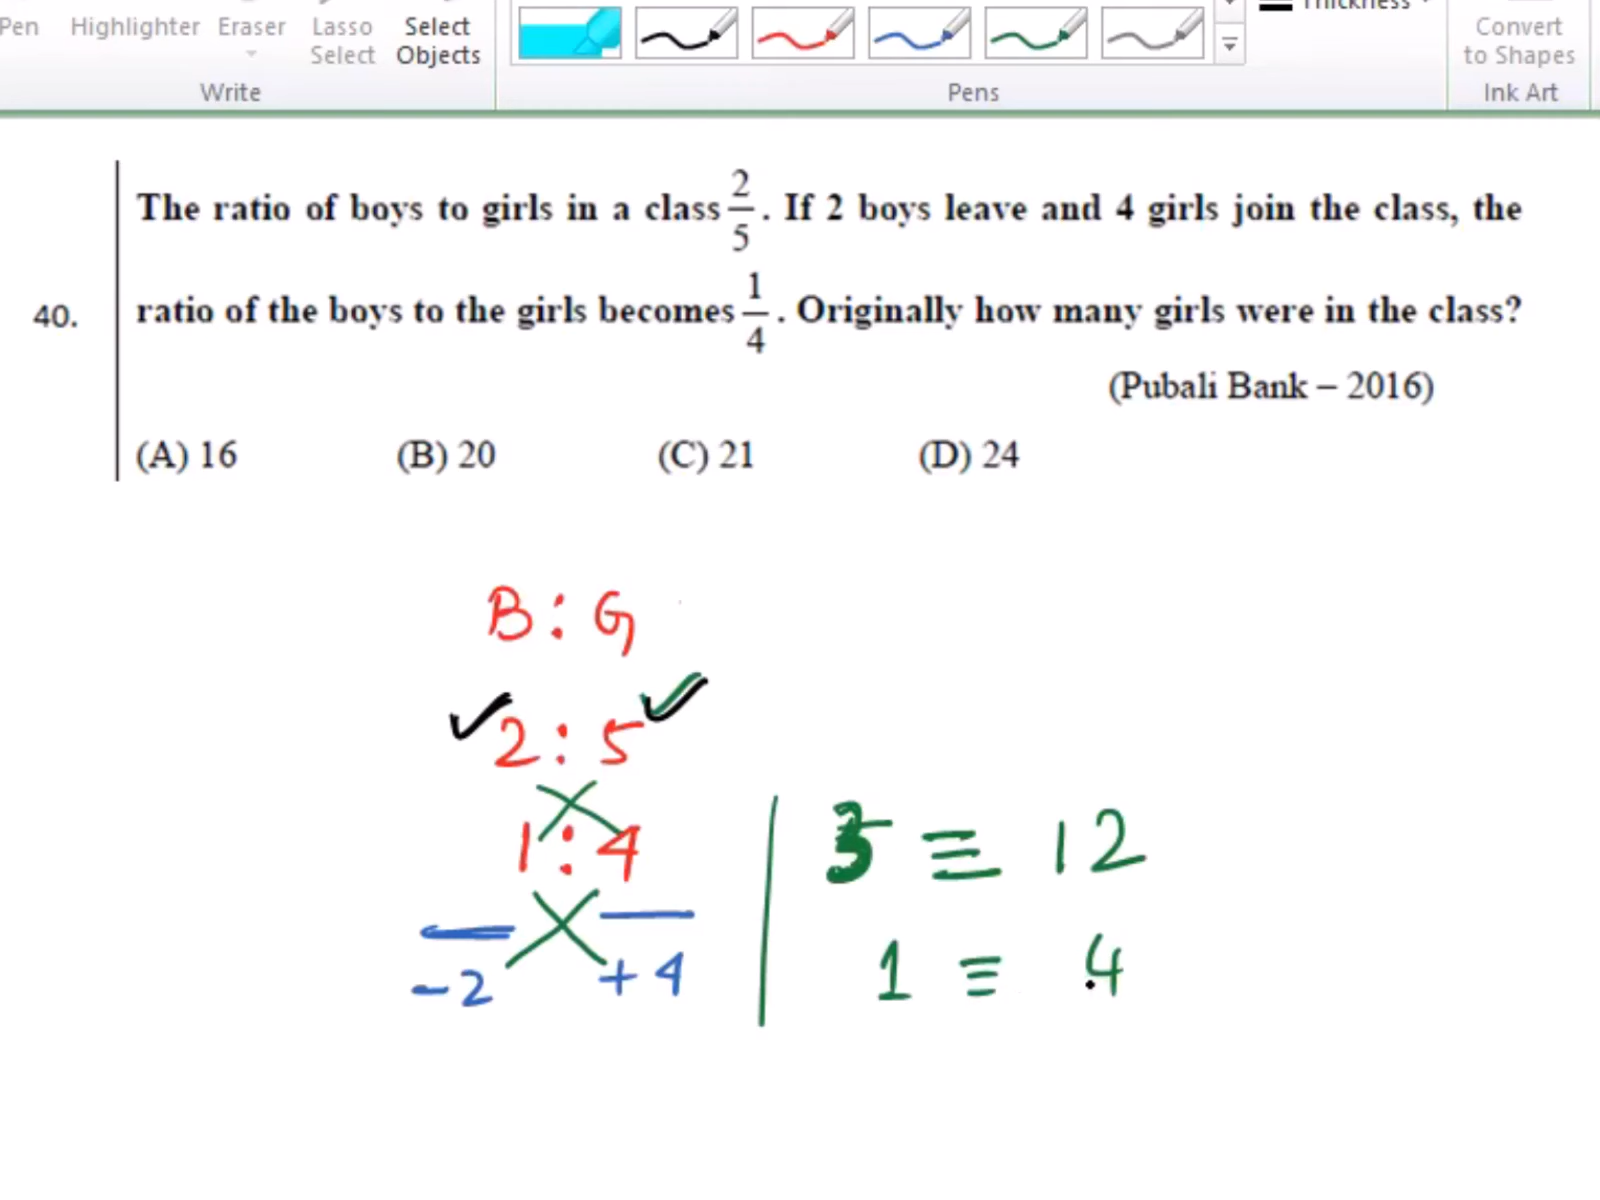 Pen Highlighter Eraser Lasso Select Select Objects Thickness Convert to Shapes
Write Pens Ink Art
40. The ratio of boys to girls in a class 2/5. If 2 boys leave and 4 girls join the class, the
ratio of the boys to the girls becomes 1/4. Originally how many girls were in the class?
(Pubali Bank – 2016)
(A) 16 (B) 20 (C) 21 (D) 24
B : G
2 : 5
1 : 4
-2 +4
≡ 12
1 ≡ 4